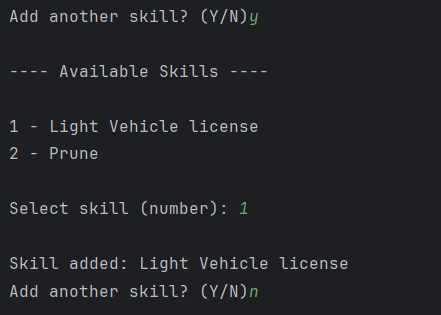 Add another skill? (Y/N)y
---- Available Skills ----
1 - Light Vehicle license
2 - Prune
Select skill (number): 1
Skill added: Light Vehicle license
Add another skill? (Y/N)n